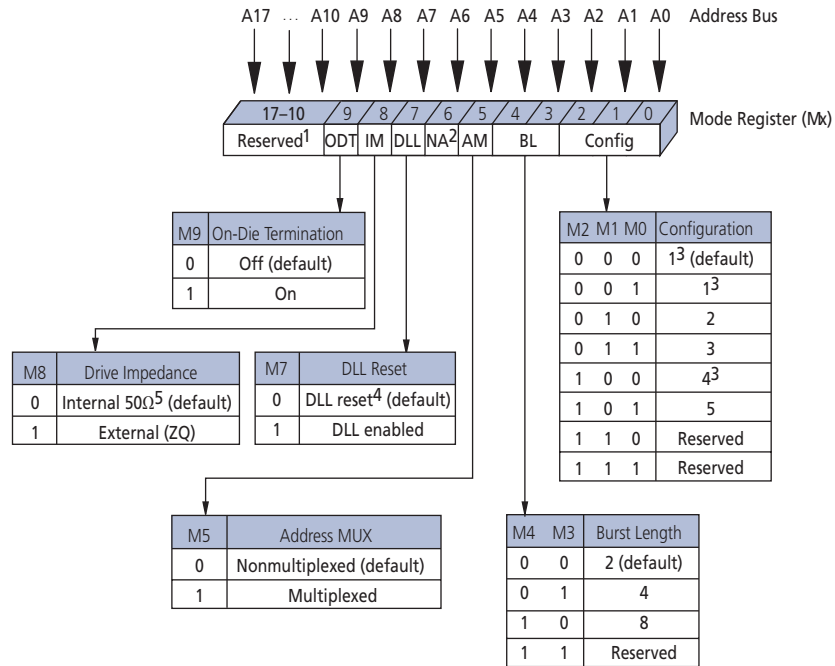 A17 ... A10 A9 A8 A7 A6 A5 A4 A3 A2 A1 A0 Address Bus
17–10 9 8 7 6 5 4 3 2 1 0 Mode Register (Mx)
Reserved1 ODT IM DLL NA2 AM BL Config
M9 On-Die Termination
0 Off (default)
1 On
M2 M1 M0 Configuration
0 0 0 13 (default)
0 0 1 13
0 1 0 2
0 1 1 3
1 0 0 43
1 0 1 5
1 1 0 Reserved
1 1 1 Reserved
M8 Drive Impedance
0 Internal 50Ω5 (default)
1 External (ZQ)
M7 DLL Reset
0 DLL reset4 (default)
1 DLL enabled
M5 Address MUX
0 Nonmultiplexed (default)
1 Multiplexed
M4 M3 Burst Length
0 0 2 (default)
0 1 4
1 0 8
1 1 Reserved